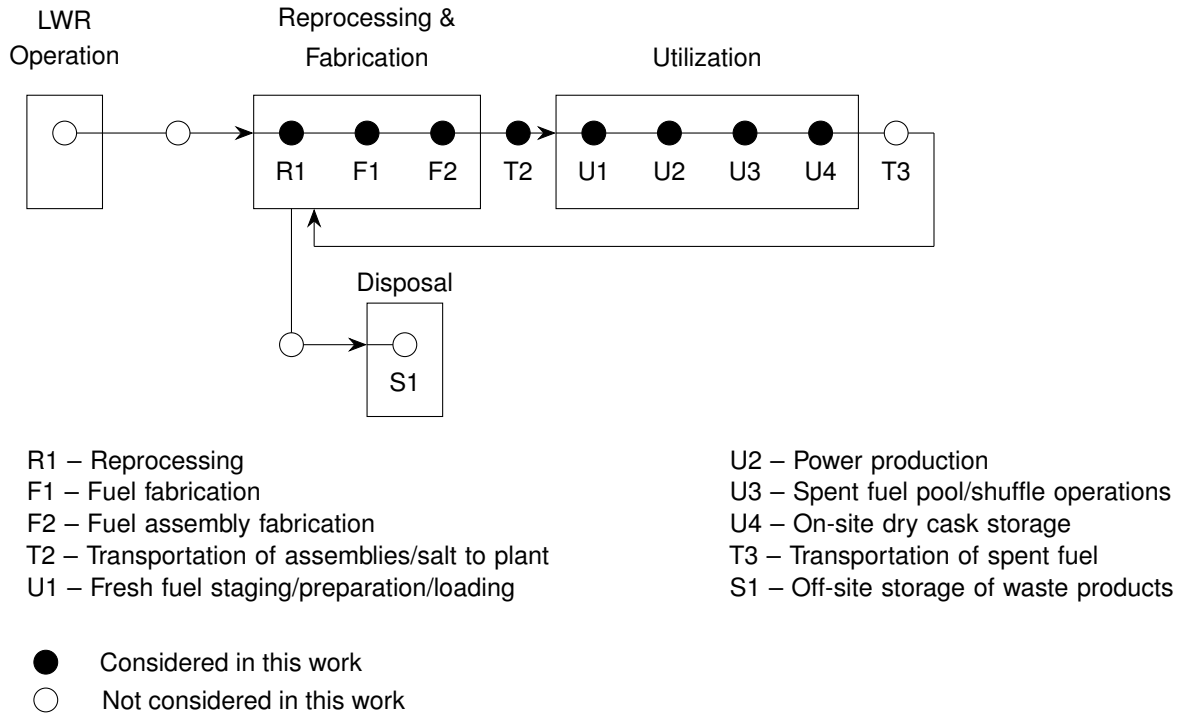 LWR
Operation
Reprocessing &
Fabrication
Utilization
R1 F1 F2 T2 U1 U2 U3 U4 T3
Disposal
S1
R1 – Reprocessing
F1 – Fuel fabrication
F2 – Fuel assembly fabrication
T2 – Transportation of assemblies/salt to plant
U1 – Fresh fuel staging/preparation/loading
U2 – Power production
U3 – Spent fuel pool/shuffle operations
U4 – On-site dry cask storage
T3 – Transportation of spent fuel
S1 – Off-site storage of waste products
Considered in this work
Not considered in this work